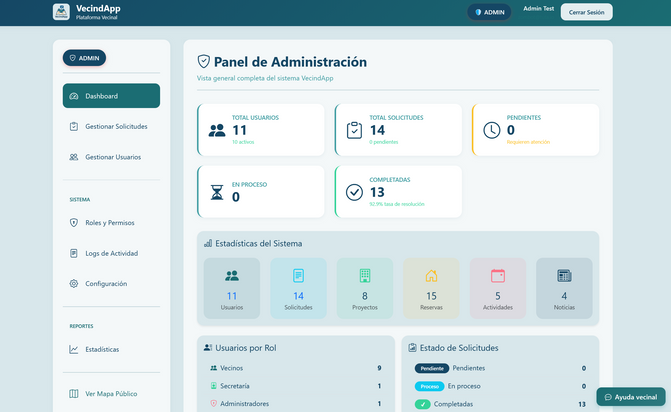 VecindApp
Plataforma Vecinal
ADMIN
Admin Test
Cerrar Sesión
ADMIN
Dashboard
Gestionar Solicitudes
Gestionar Usuarios
SISTEMA
Roles y Permisos
Logs de Actividad
Configuración
REPORTES
Estadísticas
Ver Mapa Público
Panel de Administración
Vista general completa del sistema VecindApp
TOTAL USUARIOS
11
10 activos
TOTAL SOLICITUDES
14
0 pendientes
PENDIENTES
0
Requieren atención
EN PROCESO
0
COMPLETADAS
13
92.9% tasa de resolución
Estadísticas del Sistema
11
Usuarios
14
Solicitudes
8
Proyectos
15
Reservas
5
Actividades
4
Noticias
Usuarios por Rol
Vecinos 9
Secretaría 1
Administradores 1
Estado de Solicitudes
Pendiente Pendientes 0
Proceso En proceso 0
✓ Completadas 13
Ayuda vecinal